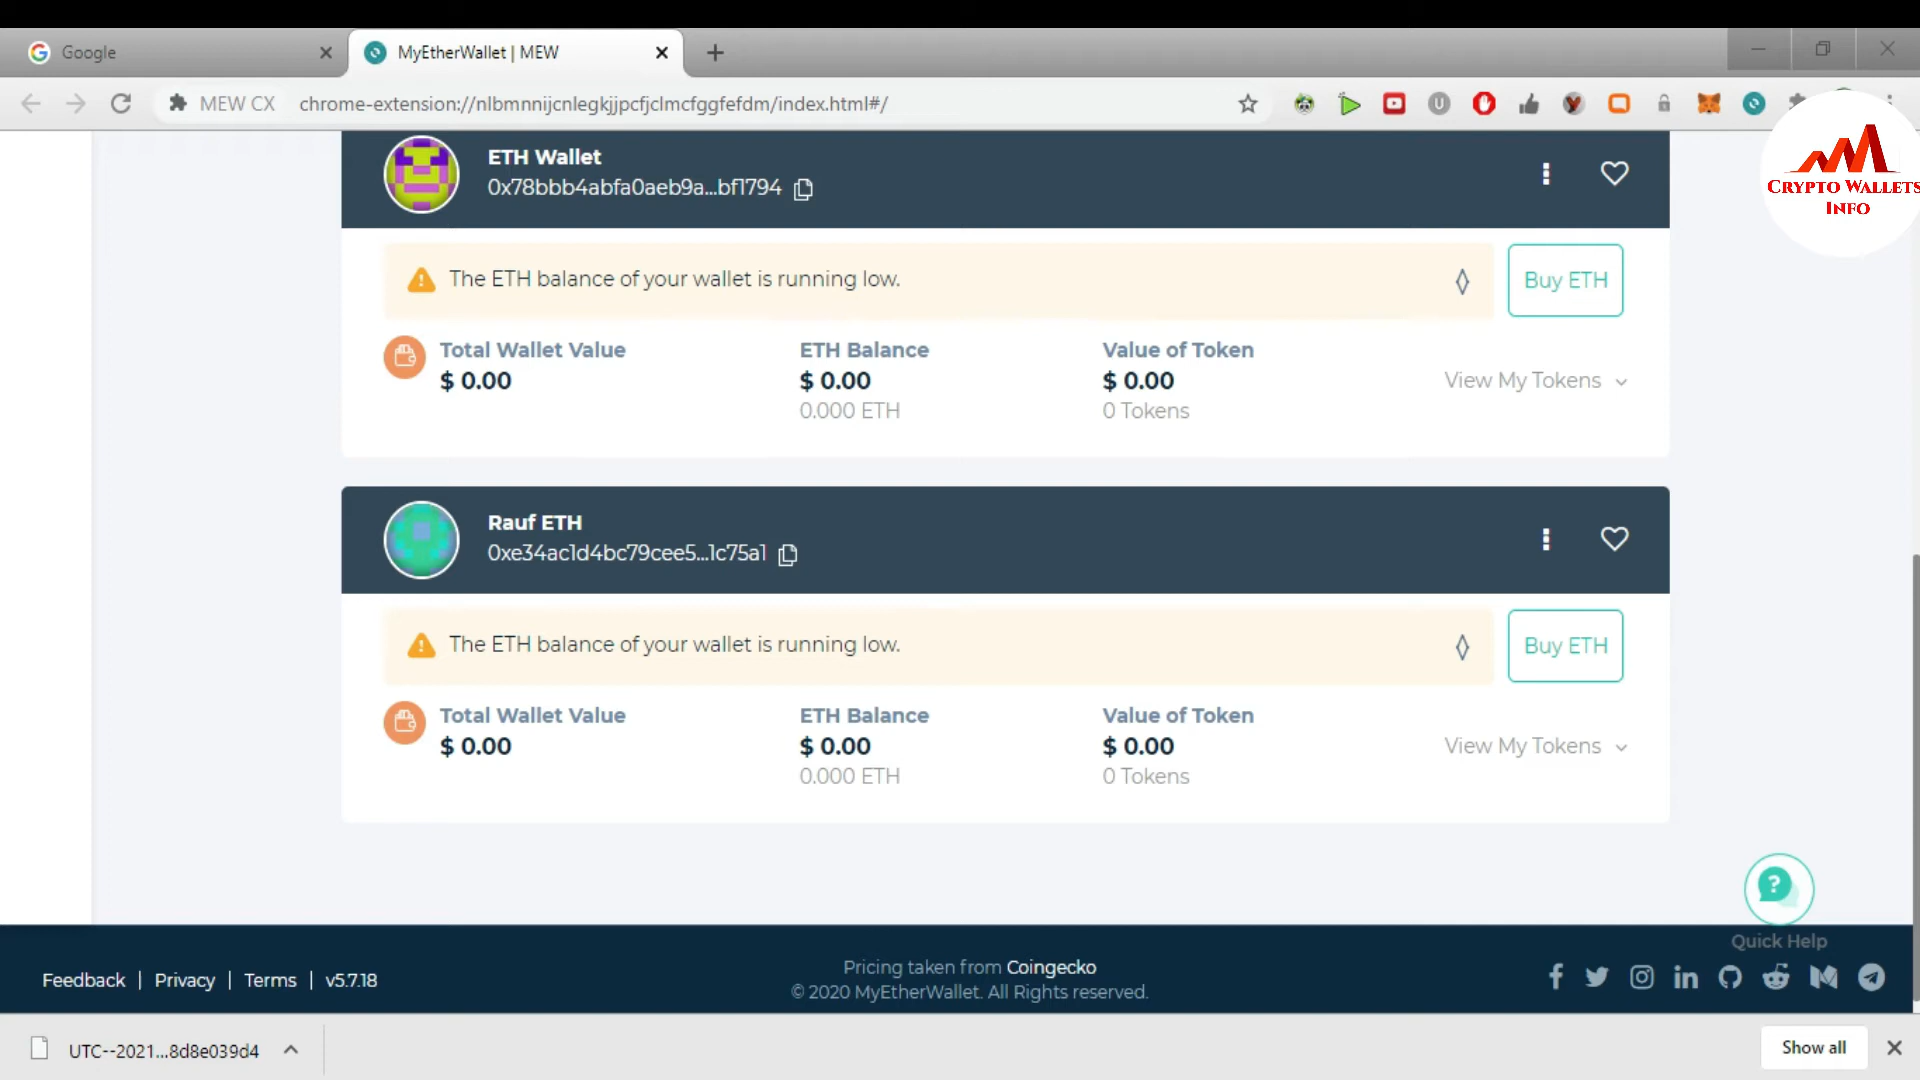 Google
MyEtherWallet | MEW
MEW CX
chrome-extension://nlbmnnijcnlegkjjpcfjclmcfggfefdm/index.html#/
CRYPTO WALLETS
INFO
ETH Wallet
0x78bbb4abfa0aeb9a...bf1794
The ETH balance of your wallet is running low.
Buy ETH
Total Wallet Value
ETH Balance
Value of Token
$ 0.00
$ 0.00
$ 0.00
View My Tokens
0.000 ETH
0 Tokens
Rauf ETH
0xe34ac1d4bc79cee5...1c75a1
The ETH balance of your wallet is running low.
Buy ETH
Total Wallet Value
ETH Balance
Value of Token
$ 0.00
$ 0.00
$ 0.00
View My Tokens
0.000 ETH
0 Tokens
Quick Help
Feedback | Privacy | Terms | v5.7.18
Pricing taken from Coingecko
© 2020 MyEtherWallet. All Rights reserved.
UTC--2021...8d8e039d4
Show all